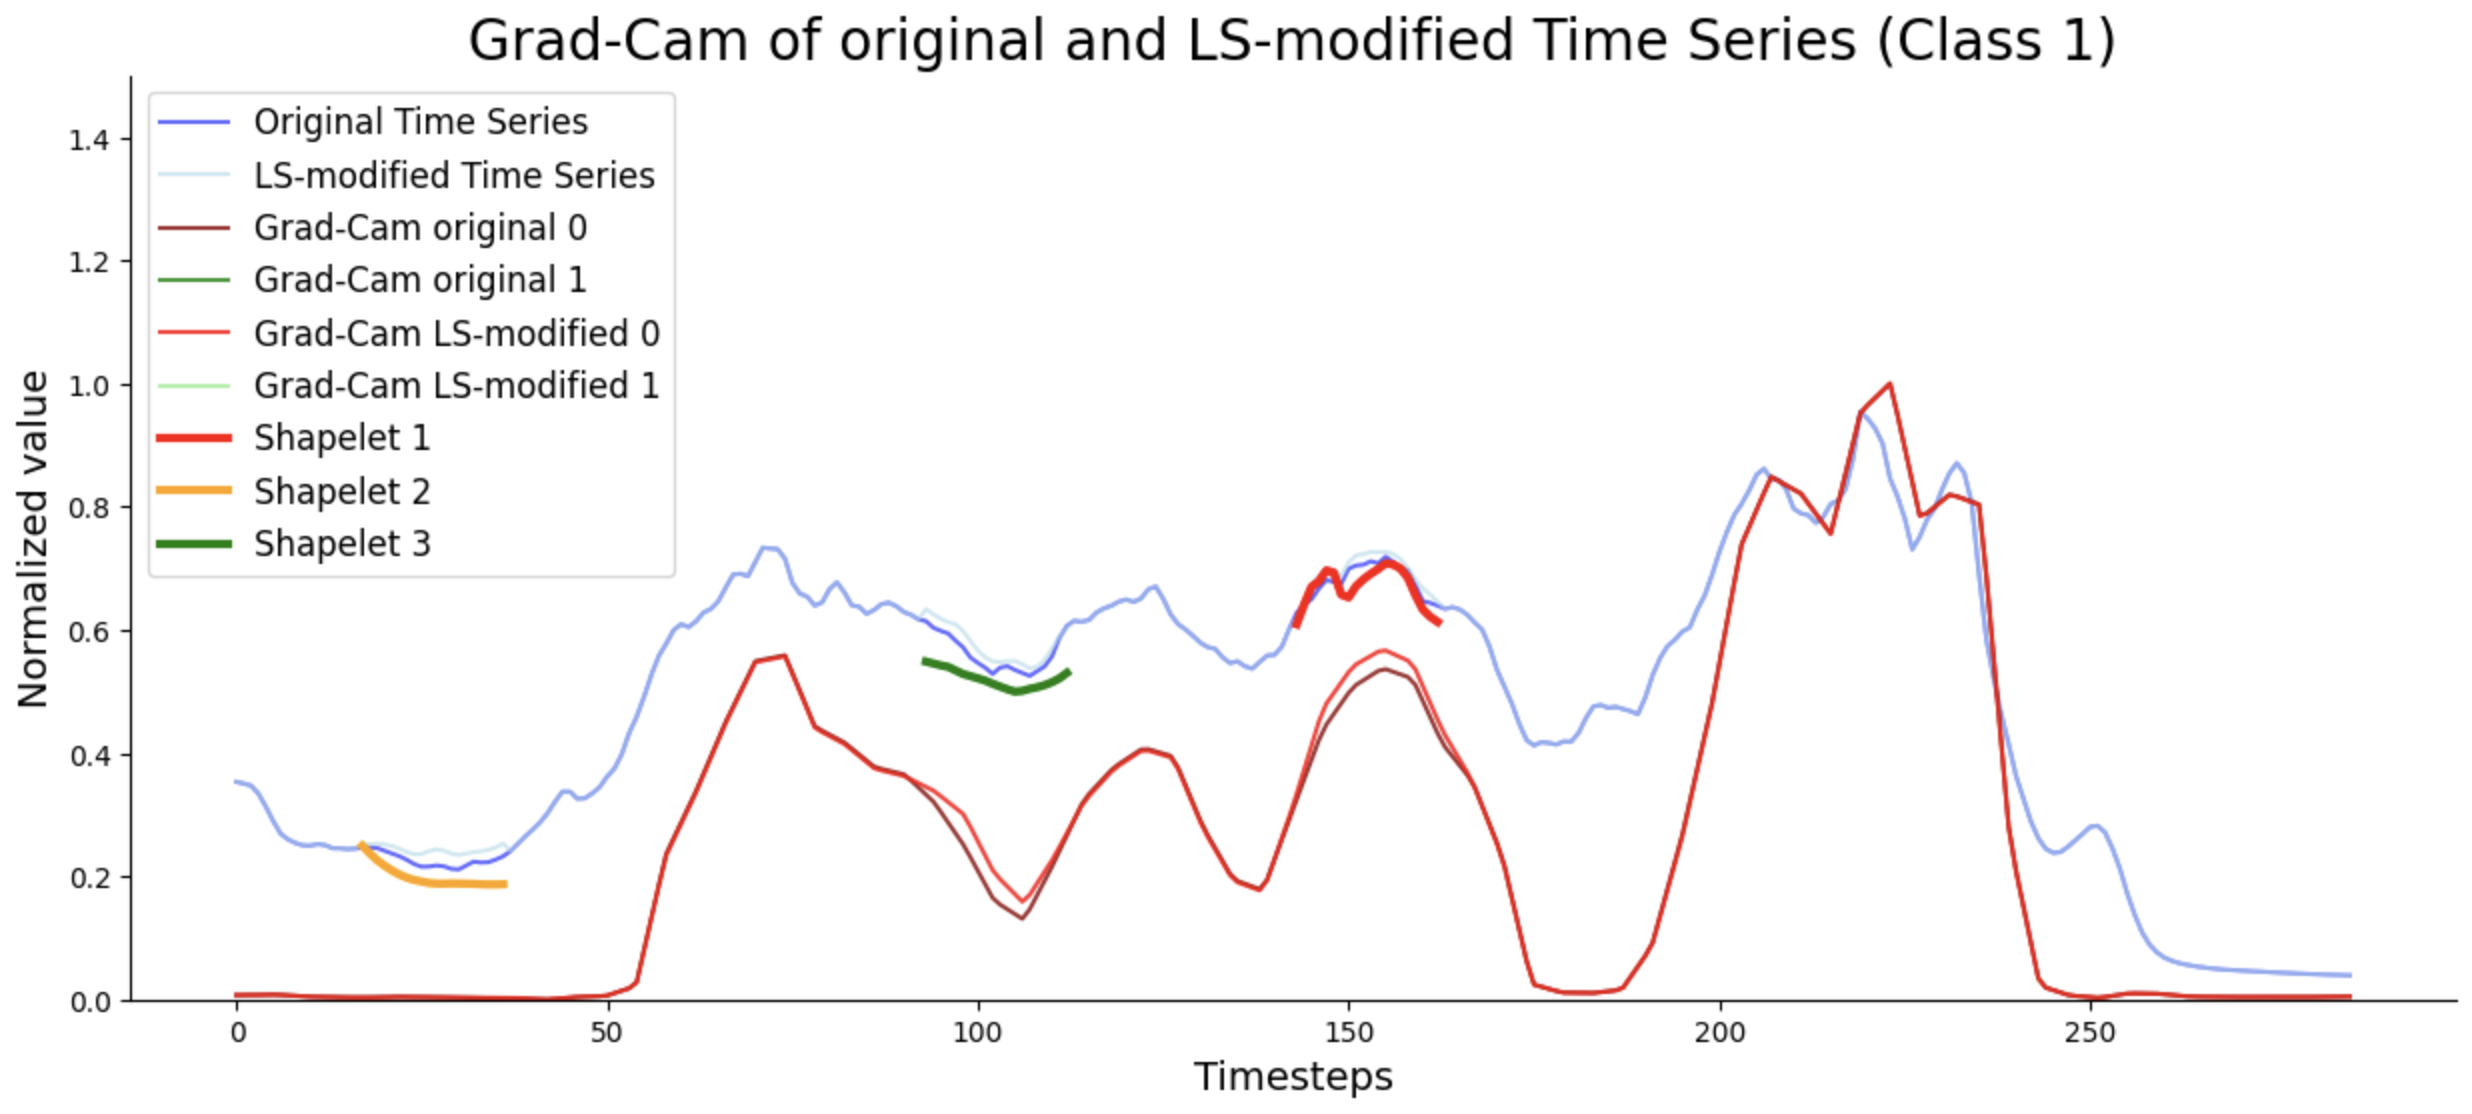 Grad-Cam of original and LS-modified Time Series (Class 1)
Original Time Series
LS-modified Time Series
Grad-Cam original 0
Grad-Cam original 1
Grad-Cam LS-modified 0
Grad-Cam LS-modified 1
Shapelet 1
Shapelet 2
Shapelet 3
Normalized value
1.4
1.2
1.0
0.8
0.6
0.4
0.2
0.0
0
50
100
150
200
250
Timesteps